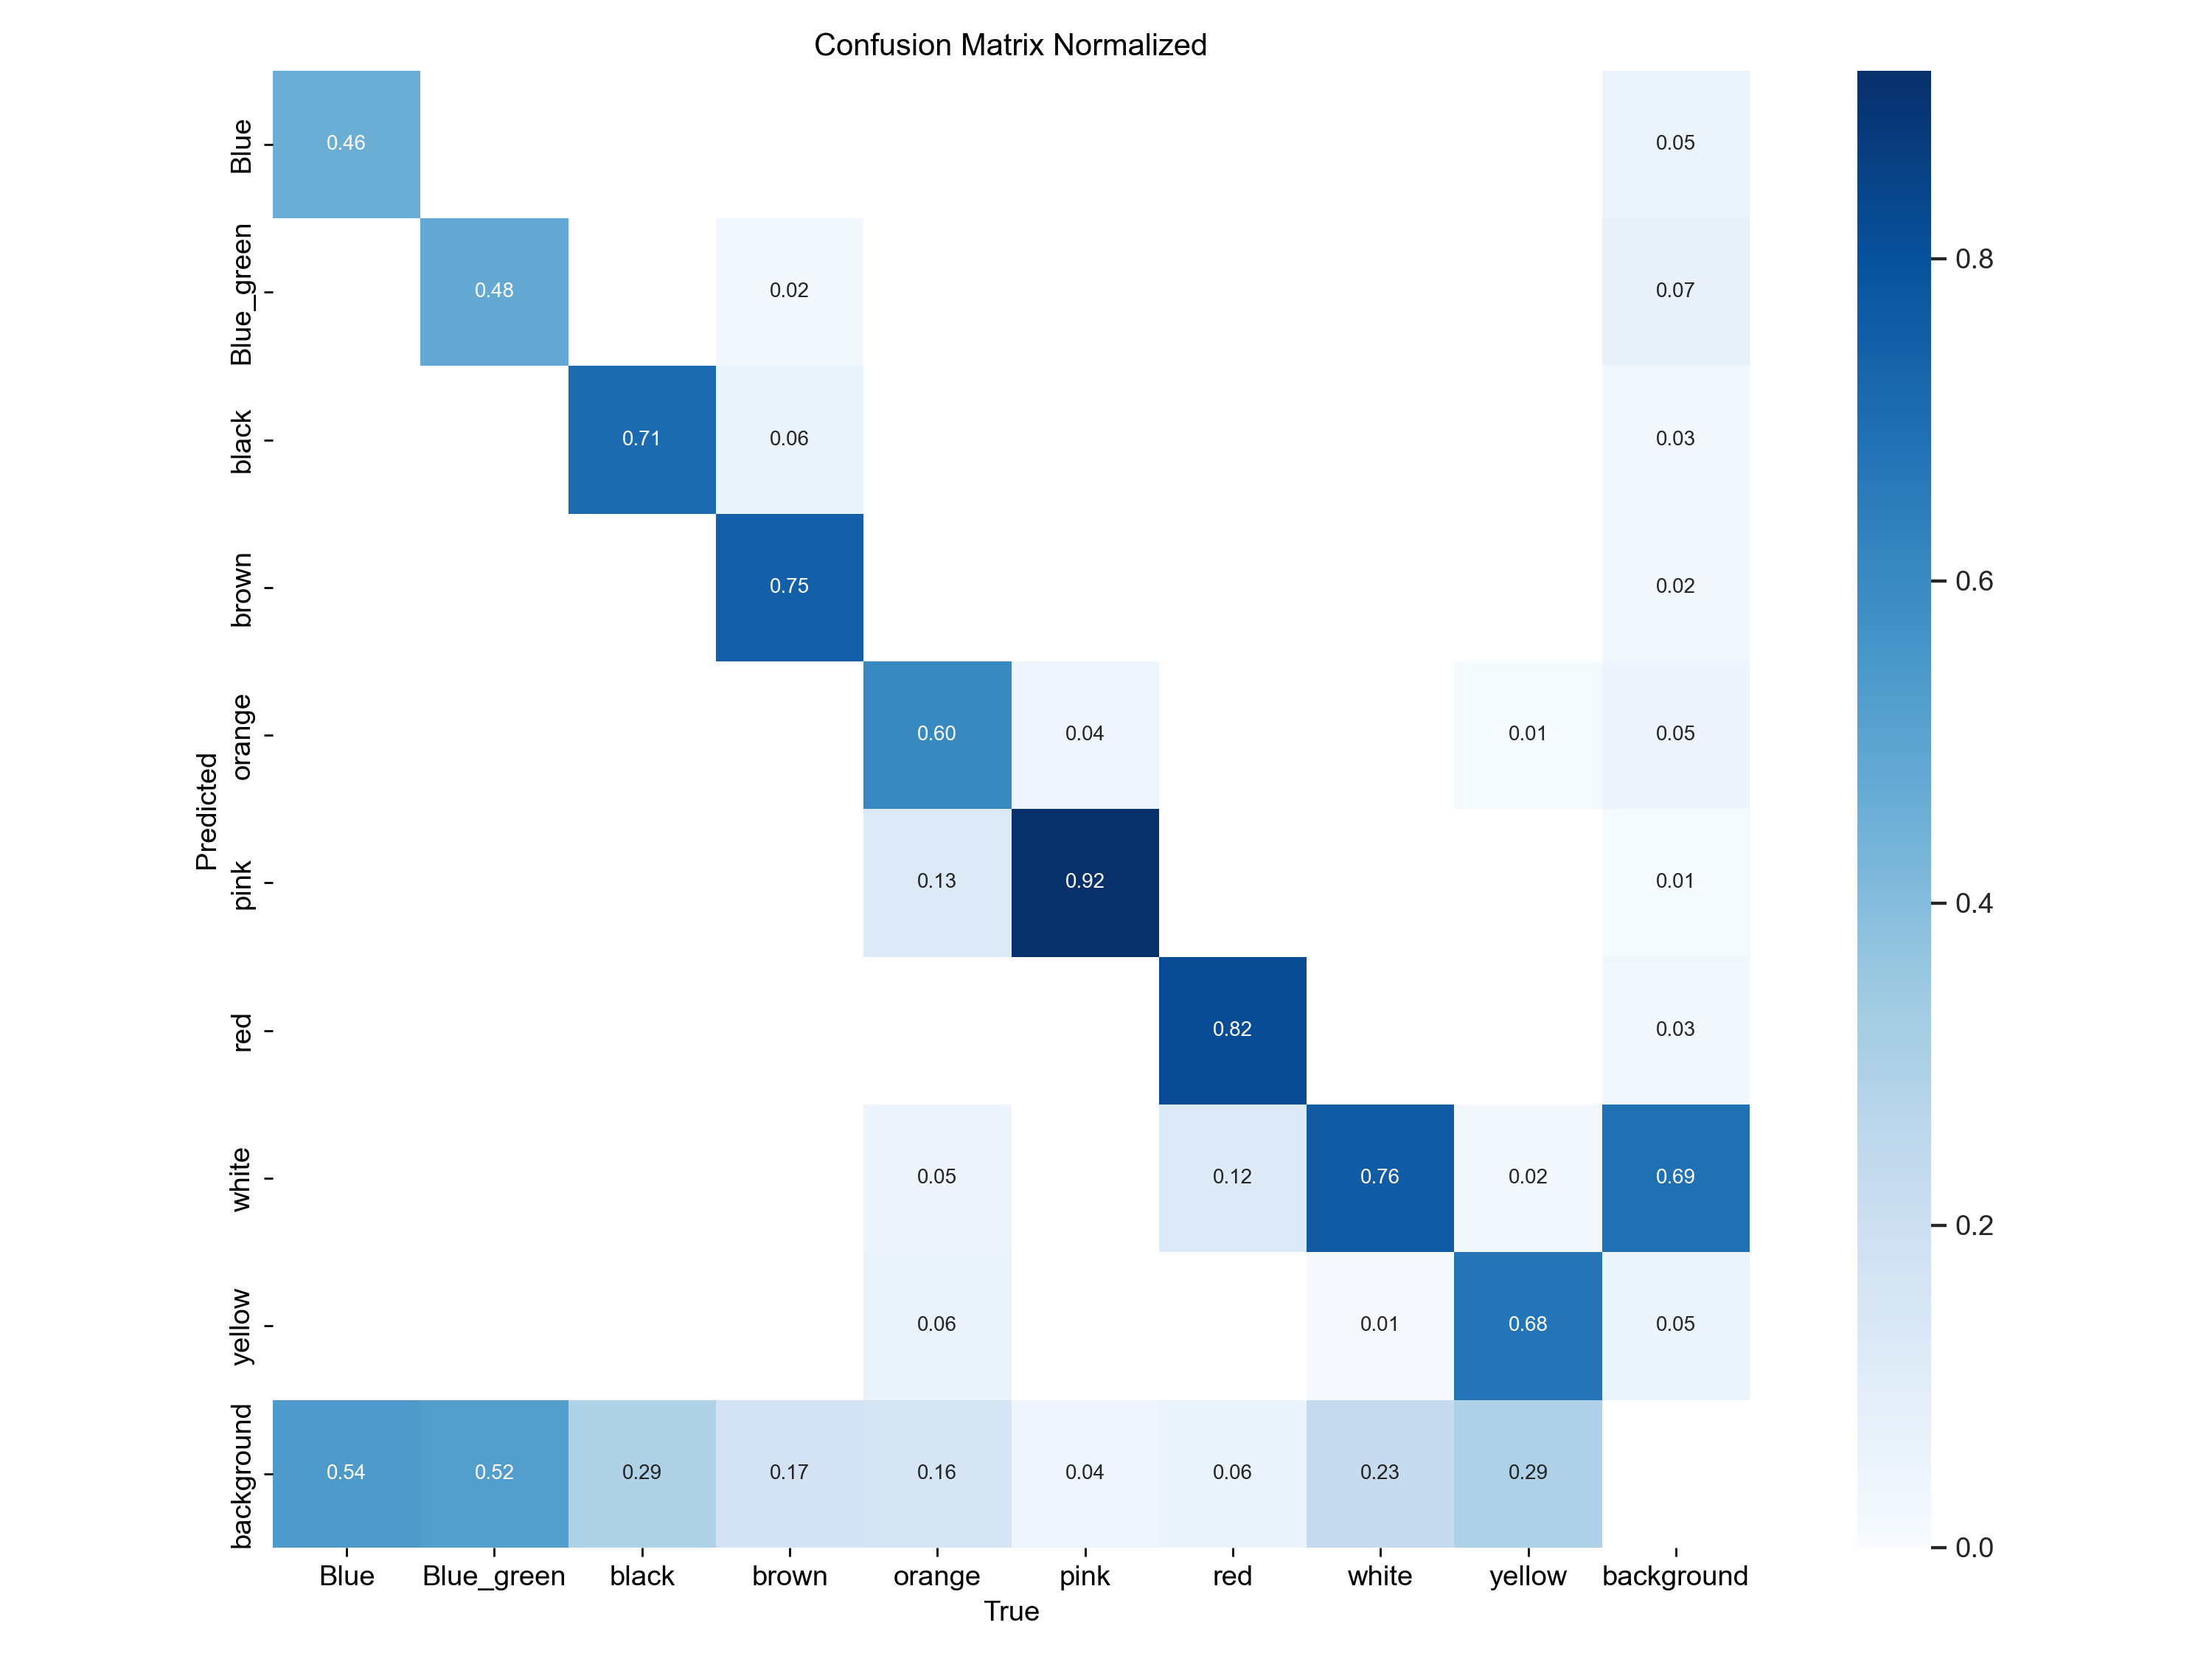 Confusion Matrix Normalized
Predicted
Blue 0.46 0.05
Blue_green 0.48 0.02 0.07
black 0.71 0.06 0.03
brown 0.75 0.02
orange 0.60 0.04 0.01 0.05
pink 0.13 0.92 0.01
red 0.82 0.03
white 0.05 0.12 0.76 0.02 0.69
yellow 0.06 0.01 0.68 0.05
background 0.54 0.52 0.29 0.17 0.16 0.04 0.06 0.23 0.29
Blue Blue_green black brown orange pink red white yellow background
True
0.8
0.6
0.4
0.2
0.0